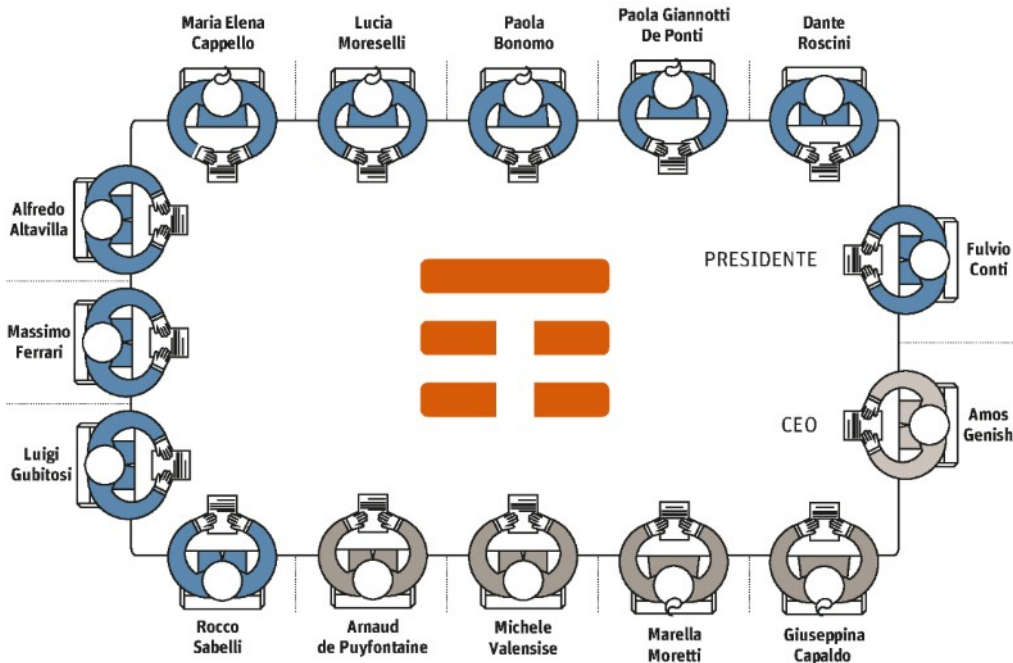 Maria Elena
Cappello
Lucia
Moreselli
Paola
Bonomo
Paola Giannotti
De Ponti
Dante
Roscini
Alfredo
Altavilla
PRESIDENTE
Fulvio
Conti
Massimo
Ferrari
CEO
Amos
Genish
Luigi
Gubitosi
Rocco
Sabelli
Arnaud
de Puyfontaine
Michele
Valensise
Marella
Moretti
Giuseppina
Capaldo